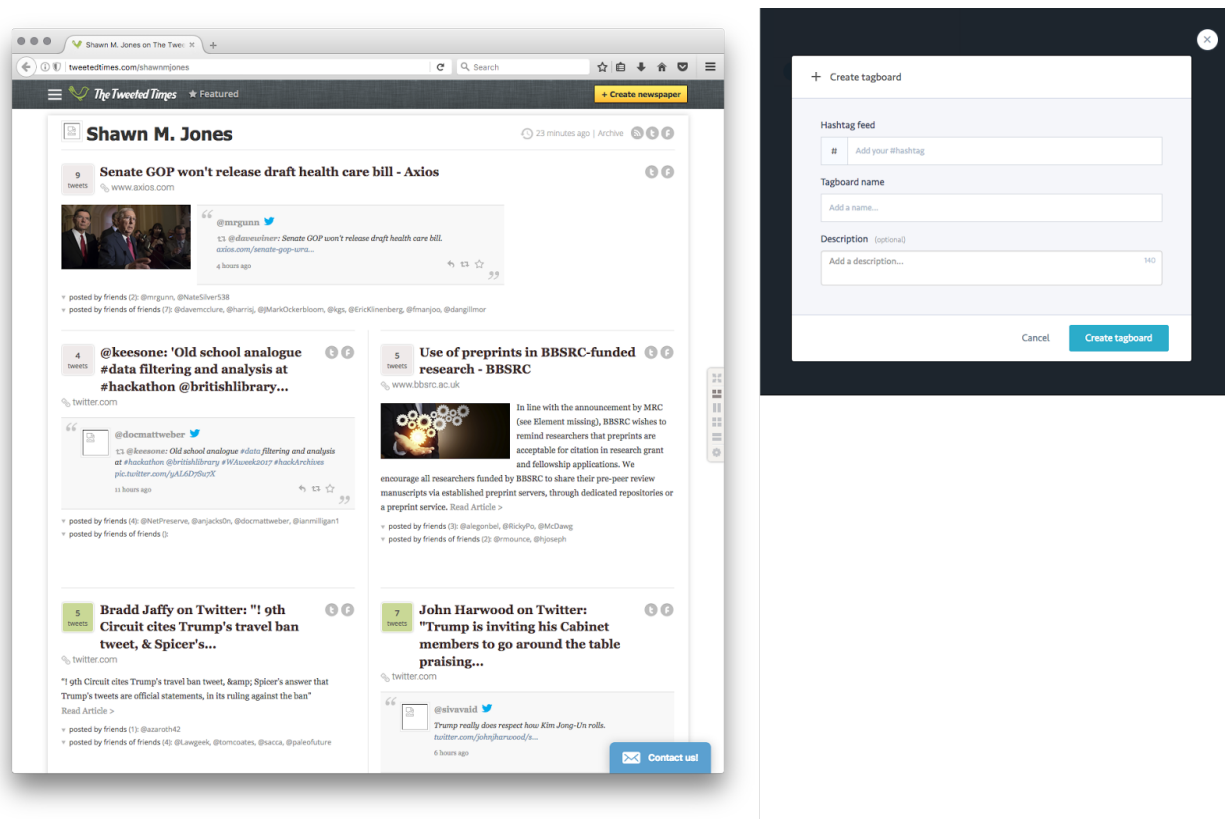 Shawn M. Jones on The Twee
tweetedtimes.com/shawnmjones
Search
The Tweeted Times
Featured
+ Create newspaper
Shawn M. Jones
23 minutes ago | Archive
9
tweets
Senate GOP won't release draft health care bill - Axios
www.axios.com
@mrgunn
@davewiner: Senate GOP won't release draft health care bill.
axios.com/senate-gop-wra...
4 hours ago
posted by friends (2): @mrgunn, @NateSilver538
posted by friends of friends (7): @davemcclure, @harrisj, @JMarkOckerbloom, @kgs, @EricKlinenberg, @fmanjoo, @dangillmor
4
tweets
@keesone: 'Old school analogue
#data filtering and analysis at
#hackathon @britishlibrary...
twitter.com
@docmattweber
@keesone: Old school analogue #data filtering and analysis
at #hackathon @britishlibrary #WAweek2017 #hackArchives
pic.twitter.com/yAL6D7Su7X
11 hours ago
posted by friends (4): @NetPreserve, @anjacks0n, @docmattweber, @ianmilligan1
posted by friends of friends ():
5
tweets
Use of preprints in BBSRC-funded
research - BBSRC
www.bbsrc.ac.uk
In line with the announcement by MRC
(see Element missing), BBSRC wishes to
remind researchers that preprints are
acceptable for citation in research grant
and fellowship applications. We
encourage all researchers funded by BBSRC to share their pre-peer review
manuscripts via established preprint servers, through dedicated repositories or
a preprint service. Read Article >
posted by friends (3): @alegonbel, @RickyPo, @McDawg
posted by friends of friends (2): @rmounce, @hjoseph
5
tweets
Bradd Jaffy on Twitter: "! 9th
Circuit cites Trump's travel ban
tweet, & Spicer's...
twitter.com
"! 9th Circuit cites Trump's travel ban tweet, &amp; Spicer's answer that
Trump's tweets are official statements, in its ruling against the ban"
Read Article >
posted by friends (1): @azaroth42
posted by friends of friends (4): @Lawgeek, @tomcoates, @sacca, @paleofuture
7
tweets
John Harwood on Twitter:
"Trump is inviting his Cabinet
members to go around the table
praising...
twitter.com
@sivavaid
Trump really does respect how Kim Jong-Un rolls.
twitter.com/johnjharwood/s...
6 hours ago
Contact us!
+ Create tagboard
Hashtag feed
# Add your #hashtag
Tagboard name
Add a name...
Description (optional)
Add a description... 140
Cancel
Create tagboard